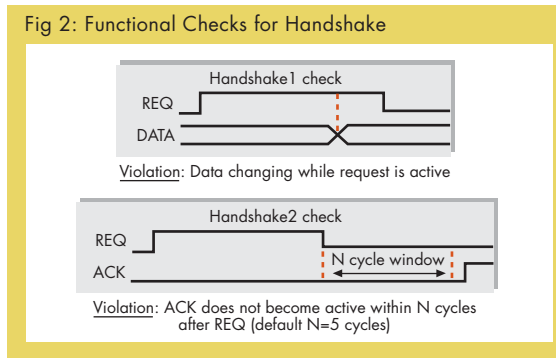 Fig 2: Functional Checks for Handshake
Handshake1 check
REQ
DATA
Violation: Data changing while request is active
Handshake2 check
REQ
N cycle window
ACK
Violation: ACK does not become active within N cycles
after REQ (default N=5 cycles)